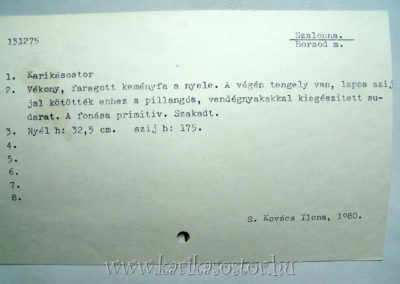 131275
Szalonna.
Borsod m.
1. Karikásostor
2. Vékony, faragott keményfa a nyele. A végén tengely van, lapos szij
jal kötötték ehhez a pillangós, vendégnyakakkal kiegészitett su-
darat. A fonása primitiv. Szakadt.
3. Nyél h: 32,5 cm. szij h: 175.
4.
5.
6.
7.
8.
S. Kovács Ilona, 1980.
www.karikasostor.hu